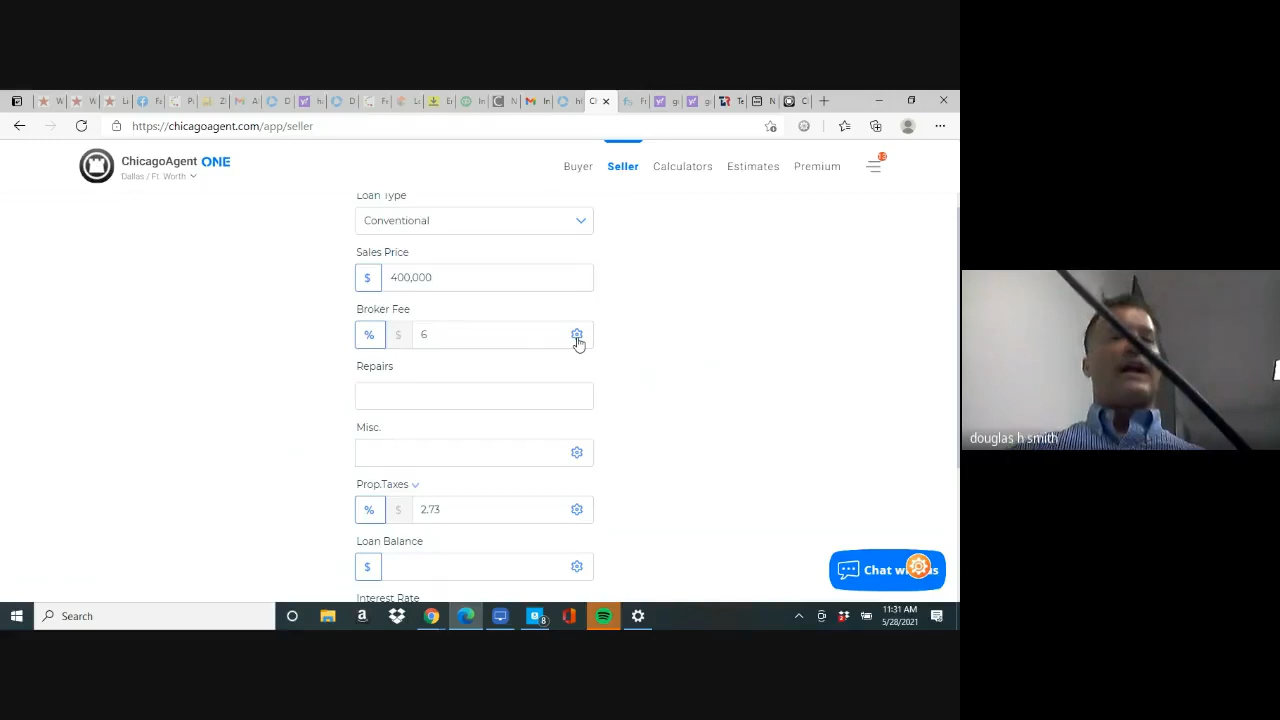 https://chicagoagent.com/app/seller
ChicagoAgent ONE
Dallas / Ft. Worth
Buyer
Seller
Calculators
Estimates
Premium
13
Loan Type
Conventional
Sales Price
$ 400,000
Broker Fee
% $ 6
Repairs
Misc.
Prop.Taxes
% $ 2.73
Loan Balance
$
Interest Rate
Chat w
s
douglas h smith
Search
8
11:31 AM
5/28/2021